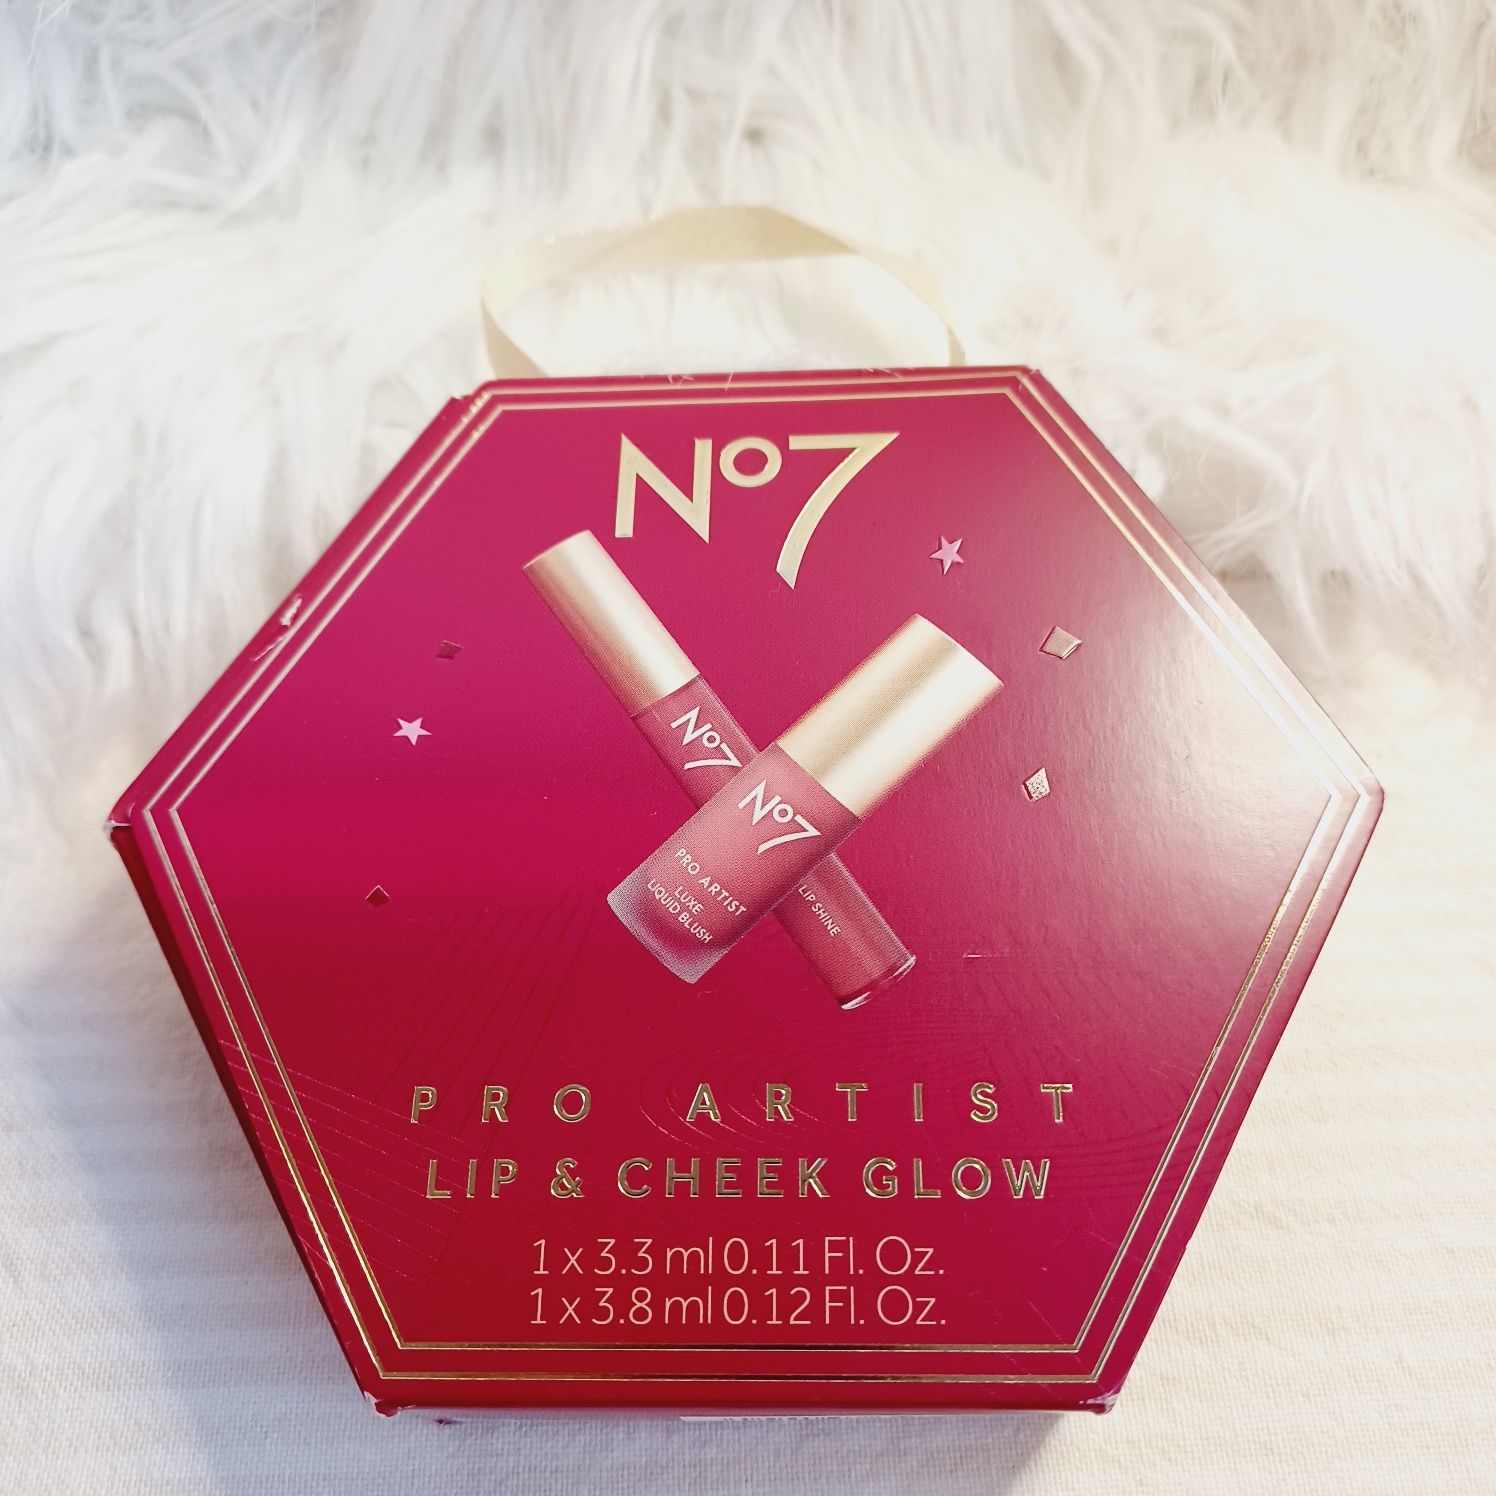 No7
No7
No7
PRO ARTIST
LUXE
LIQUID BLUSH
LIP SHINE
PRO ARTIST
LIP & CHEEK GLOW
1 x 3.3 ml 0.11 Fl. Oz.
1 x 3.8 ml 0.12 Fl. Oz.